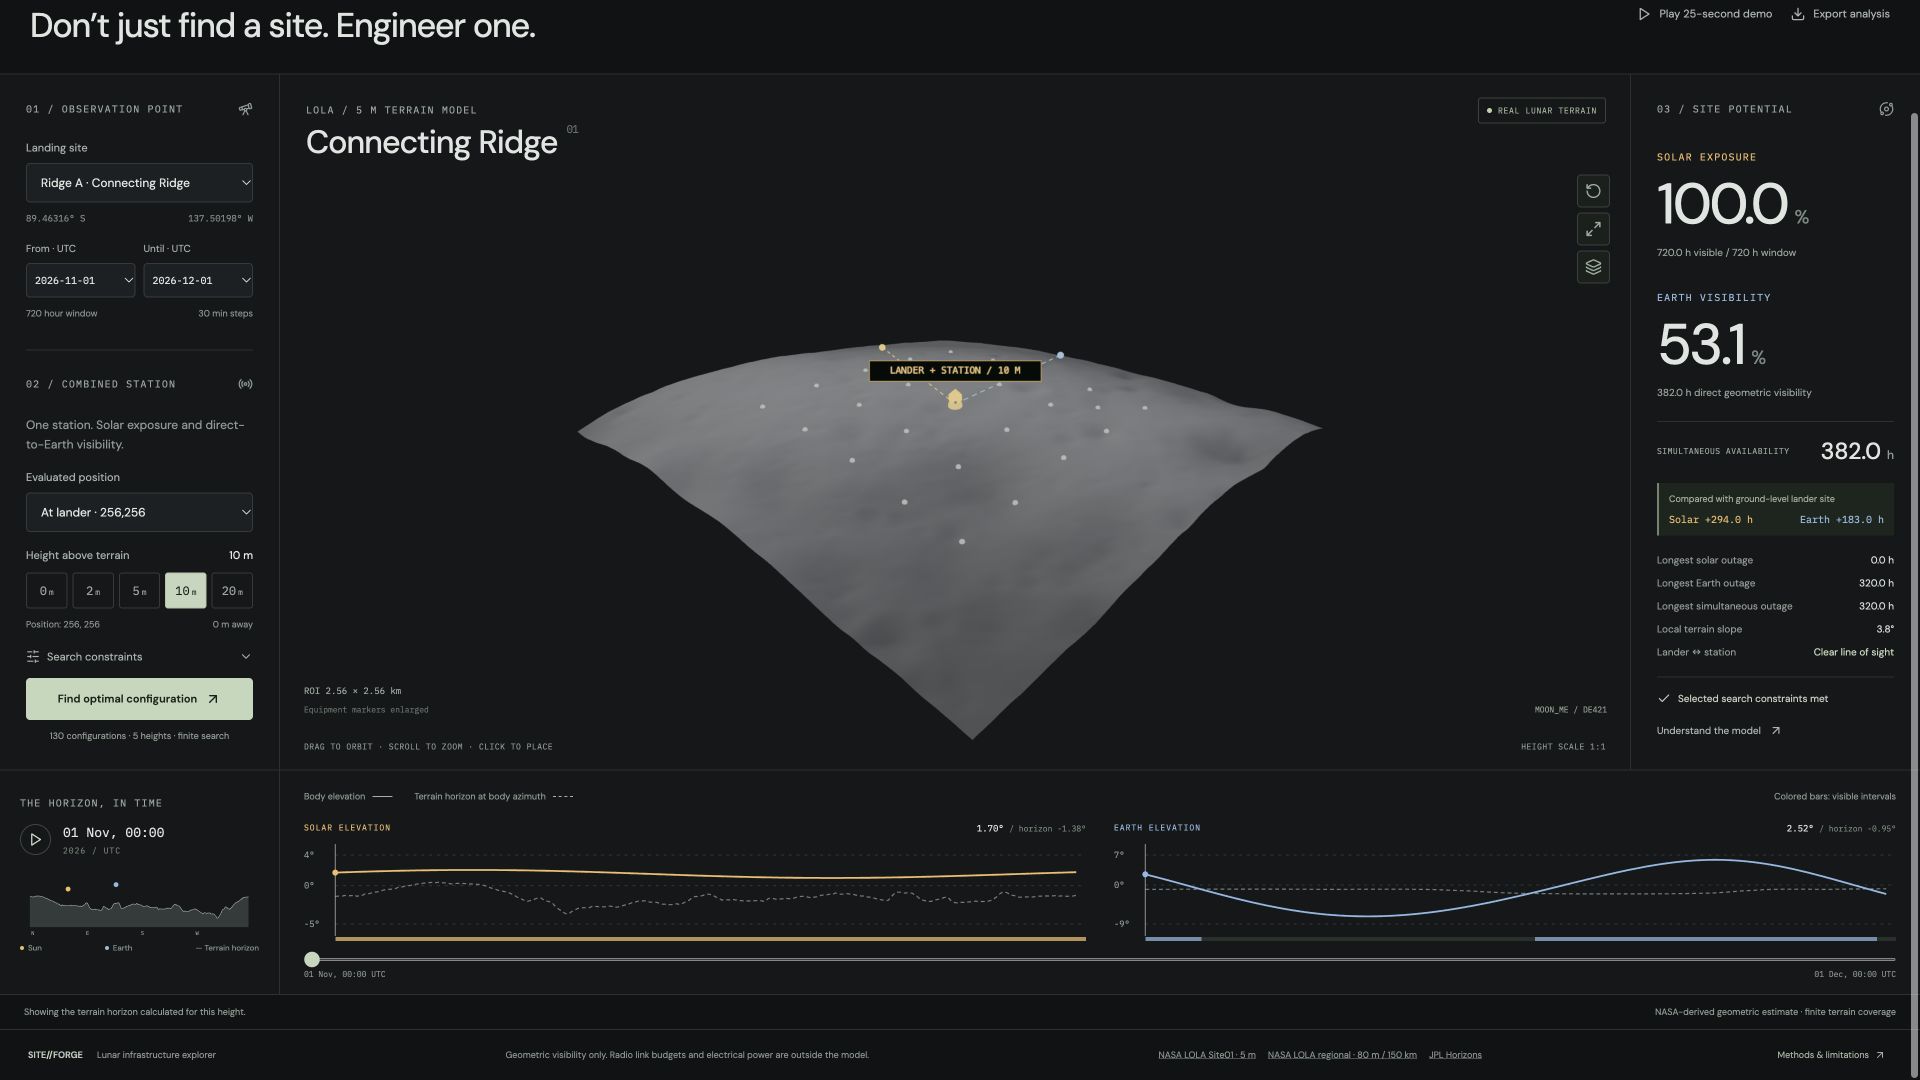 Don't just find a site. Engineer one.
Play 25-second demo
Export analysis
01 / OBSERVATION POINT
Landing site
Ridge A · Connecting Ridge
89.46316° S
137.50198° W
From · UTC
Until · UTC
2026-11-01
2026-12-01
720 hour window
30 min steps
02 / COMBINED STATION
One station. Solar exposure and direct-
to-Earth visibility.
Evaluated position
At lander · 256,256
Height above terrain
10 m
0 m
2 m
5 m
10 m
20 m
Position: 256, 256
0 m away
Search constraints
Find optimal configuration
130 configurations · 5 heights · finite search
LOLA / 5 M TERRAIN MODEL
Connecting Ridge 01
REAL LUNAR TERRAIN
LANDER + STATION / 10 M
ROI 2.56 × 2.56 km
Equipment markers enlarged
MOON_ME / DE421
DRAG TO ORBIT · SCROLL TO ZOOM · CLICK TO PLACE
HEIGHT SCALE 1:1
03 / SITE POTENTIAL
SOLAR EXPOSURE
100.0 %
720.0 h visible / 720 h window
EARTH VISIBILITY
53.1 %
382.0 h direct geometric visibility
SIMULTANEOUS AVAILABILITY
382.0 h
Compared with ground-level lander site
Solar +294.0 h
Earth +183.0 h
Longest solar outage
0.0 h
Longest Earth outage
320.0 h
Longest simultaneous outage
320.0 h
Local terrain slope
3.8°
Lander ↔ station
Clear line of sight
Selected search constraints met
Understand the model
THE HORIZON, IN TIME
01 Nov, 00:00
2026 / UTC
N
E
S
W
Sun
Earth
Terrain horizon
Body elevation
Terrain horizon at body azimuth
Colored bars: visible intervals
SOLAR ELEVATION
1.70° / horizon -1.38°
4°
0°
-5°
EARTH ELEVATION
2.52° / horizon -0.95°
7°
0°
-9°
01 Nov, 00:00 UTC
01 Dec, 00:00 UTC
Showing the terrain horizon calculated for this height.
NASA-derived geometric estimate · finite terrain coverage
SITE//FORGE
Lunar infrastructure explorer
Geometric visibility only. Radio link budgets and electrical power are outside the model.
NASA LOLA Site01 · 5 m
NASA LOLA regional · 80 m / 150 km
JPL Horizons
Methods & limitations